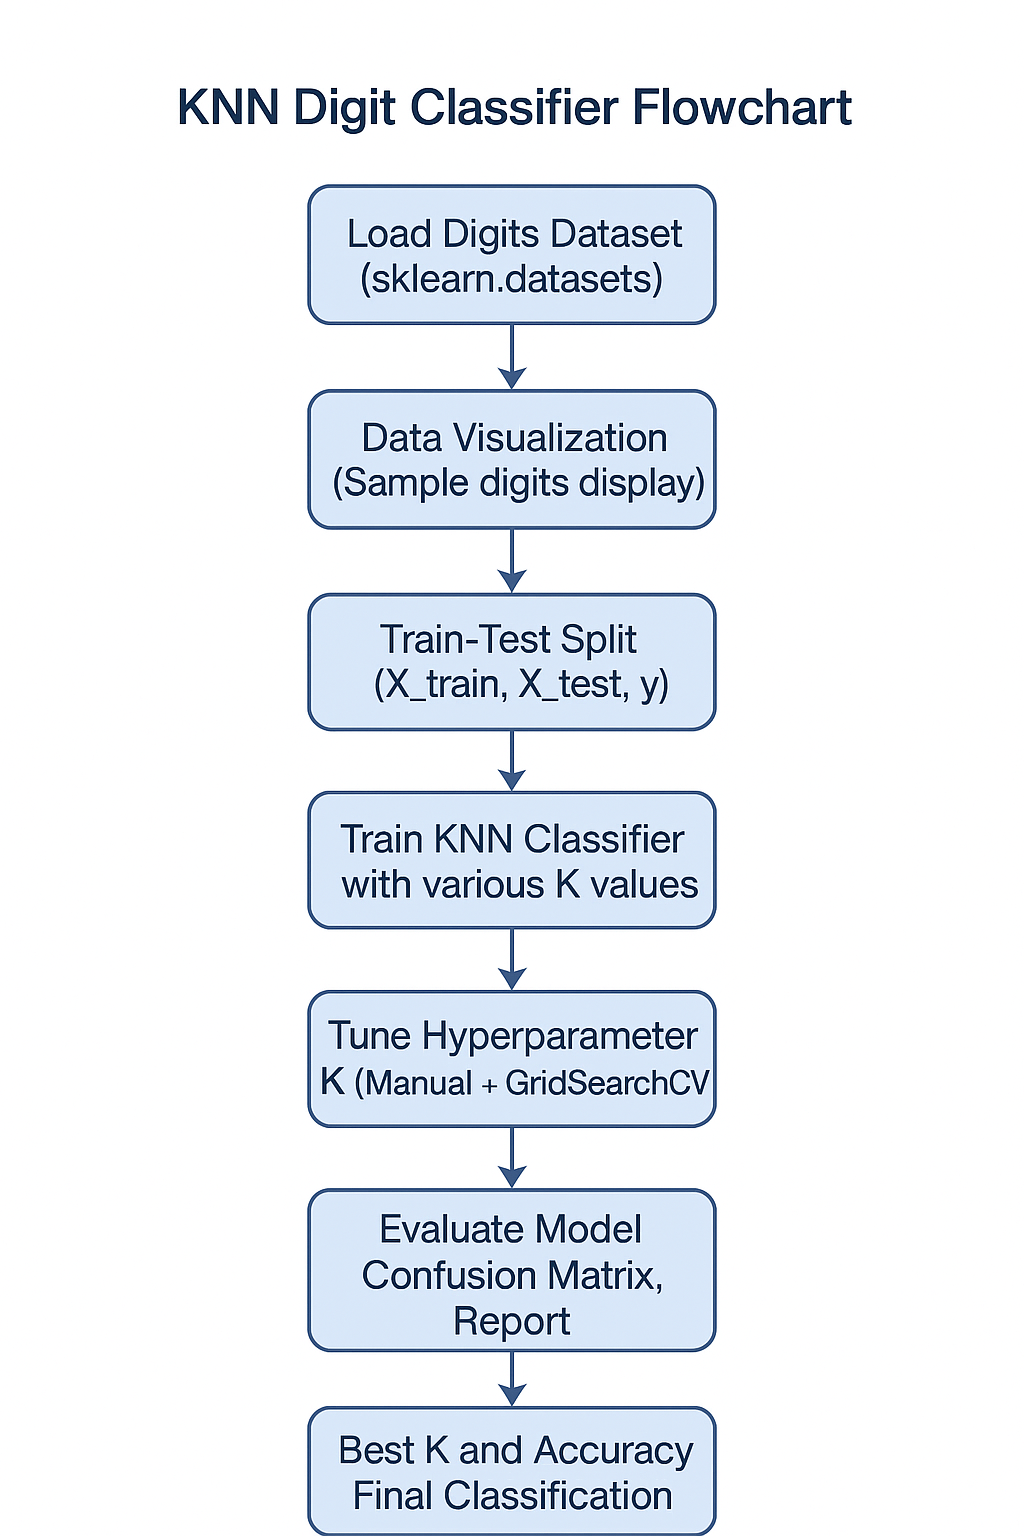 KNN Digit Classifier Flowchart
Load Digits Dataset
(sklearn.datasets)
Data Visualization
(Sample digits display)
Train-Test Split
(X_train, X_test, y)
Train KNN Classifier
with various K values
Tune Hyperparameter
K (Manual + GridSearchCV
Evaluate Model
Confusion Matrix,
Report
Best K and Accuracy
Final Classification